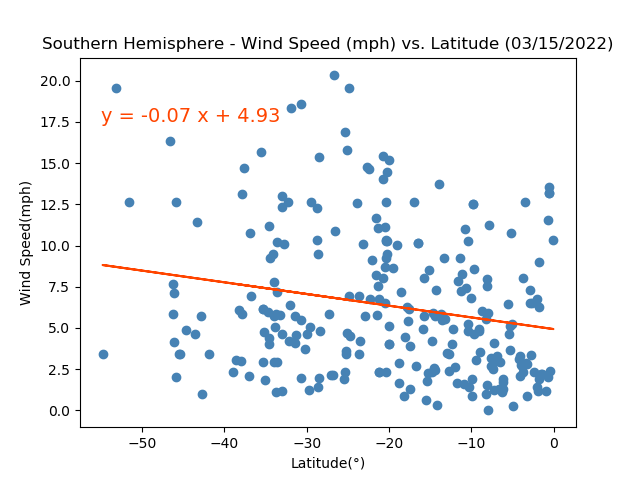 Southern Hemisphere - Wind Speed (mph) vs. Latitude (03/15/2022)
20.0
y = -0.07 x + 4.93
17.5
15.0
12.5
10.0
7.5
5.0
2.5
0.0
Wind Speed(mph)
−50 −40 −30 −20 −10 0
Latitude(°)